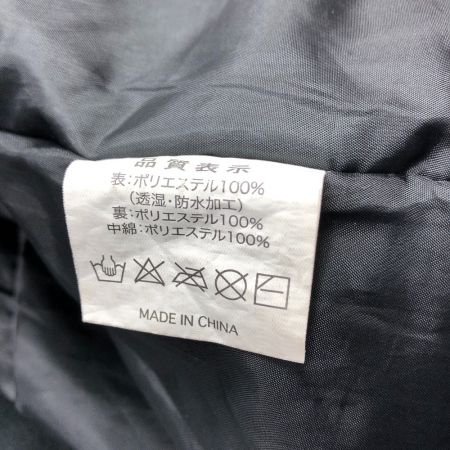 品質表示
表:ポリエステル100%
(透湿・防水加工)
裏:ポリエステル100%
中綿:ポリエステル100%
MADE IN CHINA